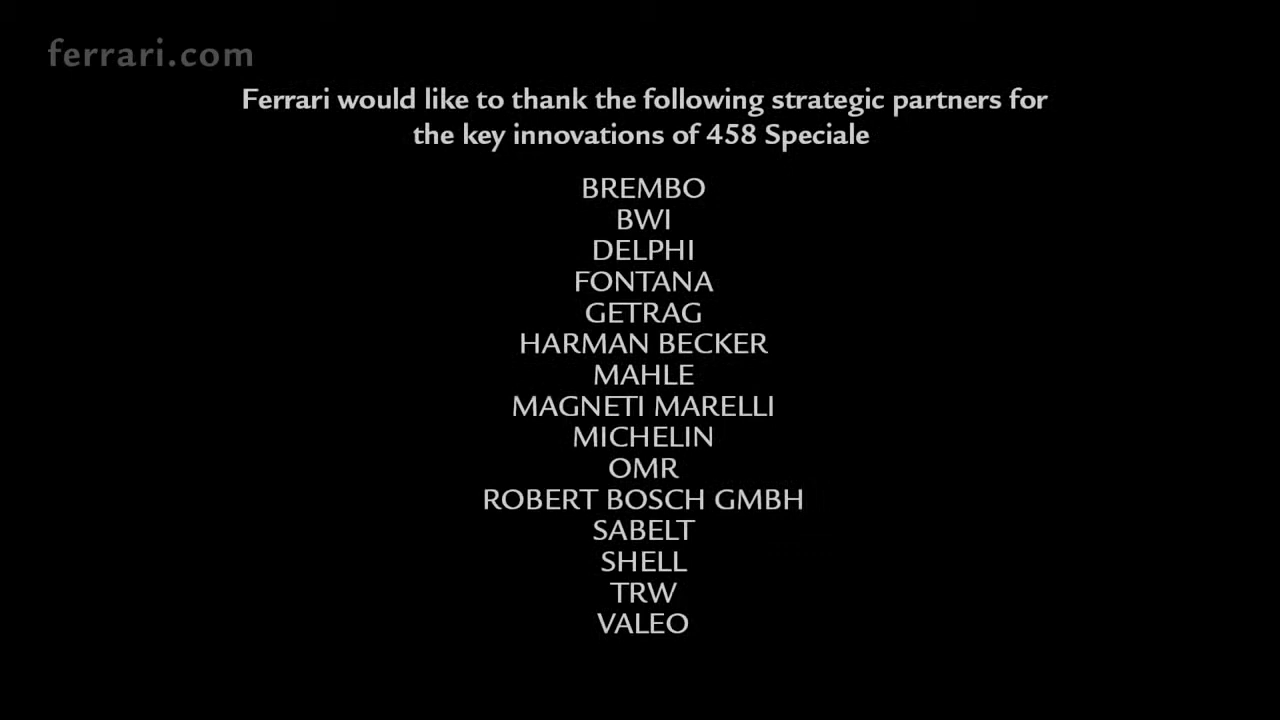 ferrari.com
Ferrari would like to thank the following strategic partners for
the key innovations of 458 Speciale
BREMBO
BWI
DELPHI
FONTANA
GETRAG
HARMAN BECKER
MAHLE
MAGNETI MARELLI
MICHELIN
OMR
ROBERT BOSCH GMBH
SABELT
SHELL
TRW
VALEO